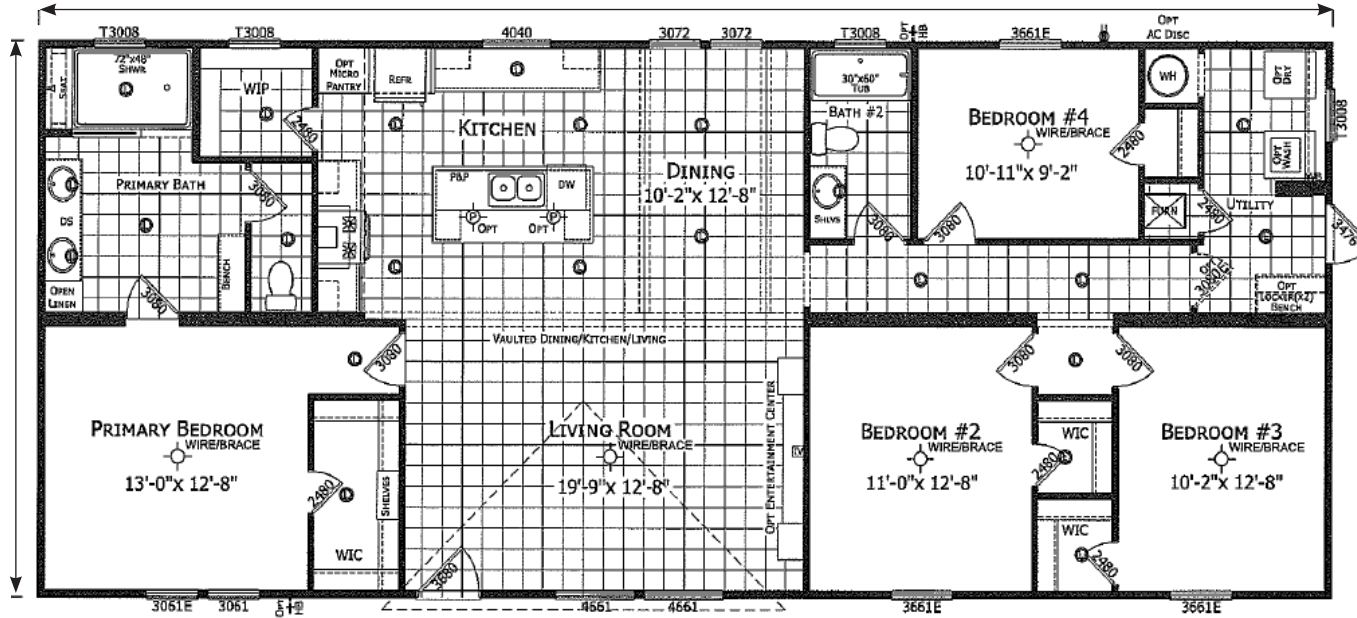 T3008
T3008
4040
3072
3072
T3008
OPT
HB
3661E
OPT
AC DISC
72"x48"
SHWR
SEAT
WIP
2480
OPT
MICRO
PANTRY
REFR
KITCHEN
30"x60"
TUB
BATH #2
BEDROOM #4
WIRE/BRACE
10'-11"x 9'-2"
WH
OPT
DRY
3008
2480
OPT
WASH
PRIMARY BATH
3080
P&P
DW
DINING
10'-2"x 12'-8"
DS
OPT
OPT
SHLVS
3080
3080
FURN
2480
UTILITY
3476
OPEN
LINEN
3080
BENCH
OPT
3080
OPT
LOCKER(X2)
BENCH
VAULTED DINING/KITCHEN/LIVING
3080
3080
3080
PRIMARY BEDROOM
WIRE/BRACE
13'-0"x 12'-8"
2480
SHELVES
WIC
LIVING ROOM
WIRE/BRACE
19'-9"x 12'-8"
OPT ENTERTAINMENT CENTER
TV
BEDROOM #2
WIRE/BRACE
11'-0"x 12'-8"
WIC
2480
BEDROOM #3
WIRE/BRACE
10'-2"x 12'-8"
WIC
2480
3680
3061E
3061
OPT
HB
4661
4661
3661E
3661E